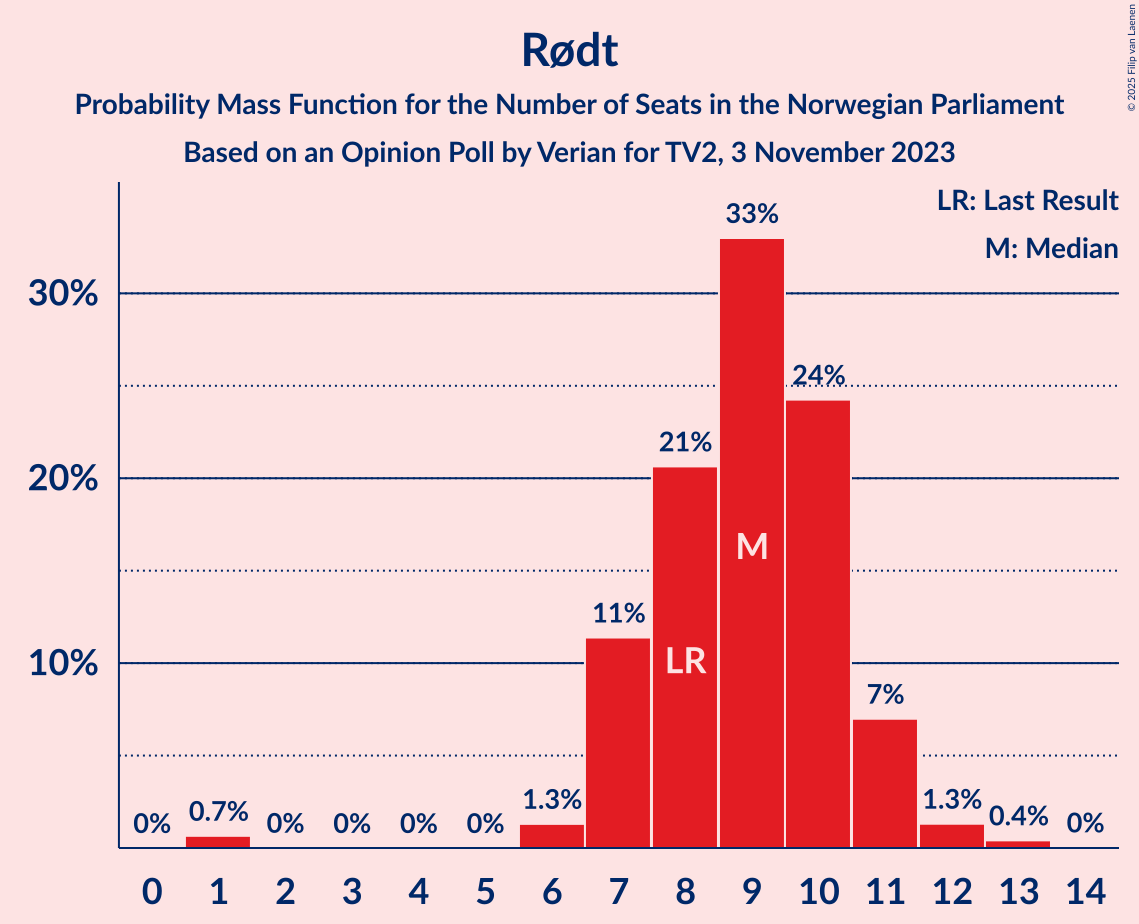 Rødt
Probability Mass Function for the Number of Seats in the Norwegian Parliament
Based on an Opinion Poll by Verian for TV2, 3 November 2023
© 2025 Filip van Laenen
LR: Last Result
M: Median
30%
20%
10%
0%
0.7%
0%
0%
0%
0%
1.3%
11%
21%
33%
24%
7%
1.3%
0.4%
0%
LR
M
0 1 2 3 4 5 6 7 8 9 10 11 12 13 14